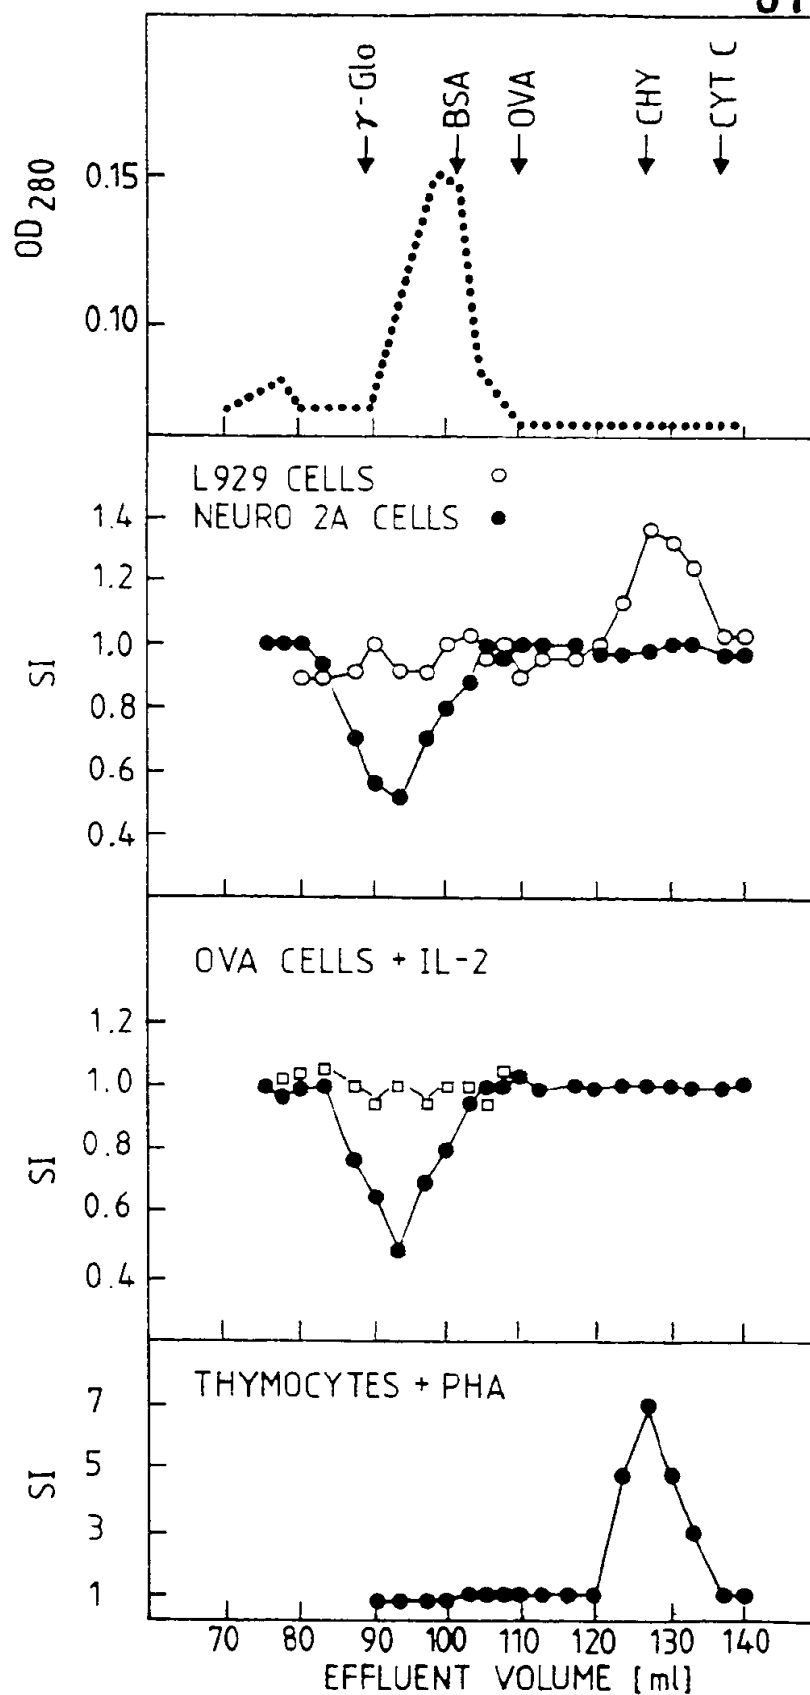 γ-Glo BSA OVA CHY CYT C
OD280
0.15
0.10
L929 CELLS
NEURO 2A CELLS
SI
1.4
1.2
1.0
0.8
0.6
0.4
OVA CELLS + IL-2
SI
1.2
1.0
0.8
0.6
0.4
THYMOCYTES + PHA
SI
7
5
3
1
70 80 90 100 110 120 130 140
EFFLUENT VOLUME [ml]